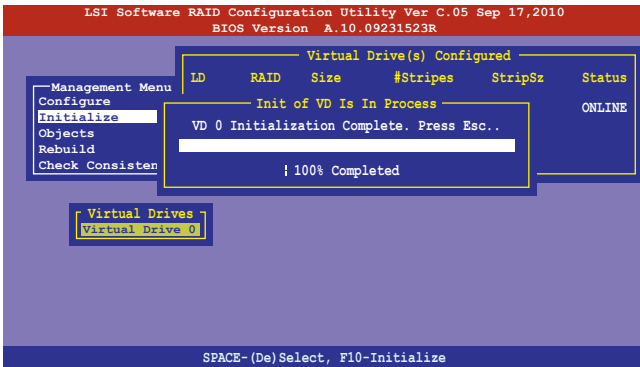 LSI Software RAID Configuration Utility Ver C.05 Sep 17,2010
BIOS Version A.10.09231523R
Virtual Drive(s) Configured
LD RAID Size #Stripes StripSz Status
ONLINE
Management Menu
Configure
Initialize
Objects
Rebuild
Check Consisten
Init of VD Is In Process
VD 0 Initialization Complete. Press Esc..
100% Completed
Virtual Drives
Virtual Drive 0
SPACE-(De)Select, F10-Initialize